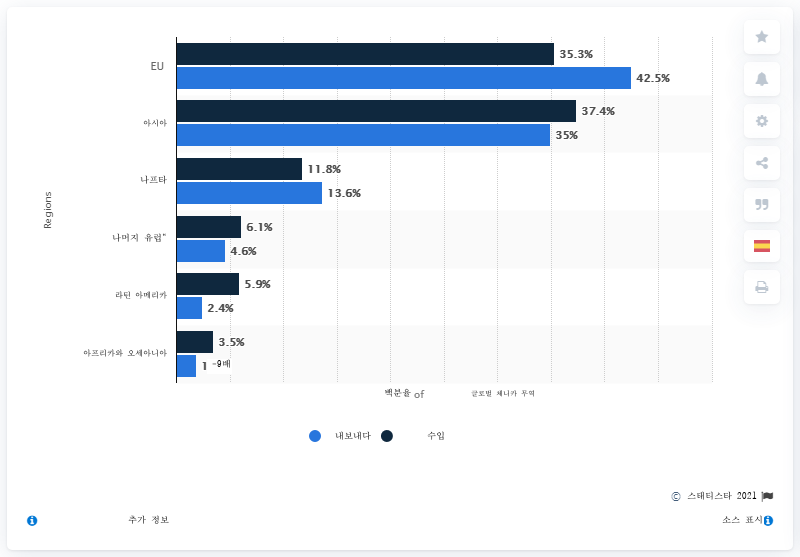 EU
35.3%
42.5%
아시아
37.4%
35%
나프타
11.8%
13.6%
Regions
나머지 유럽*
6.1%
4.6%
라틴 아메리카
5.9%
2.4%
아프리카와 오세아니아
3.5%
1 -9배
백분율 of 글로벌 체니카 무역
내보내다 수입
© 스태티스타 2021
추가 정보 소스 표시